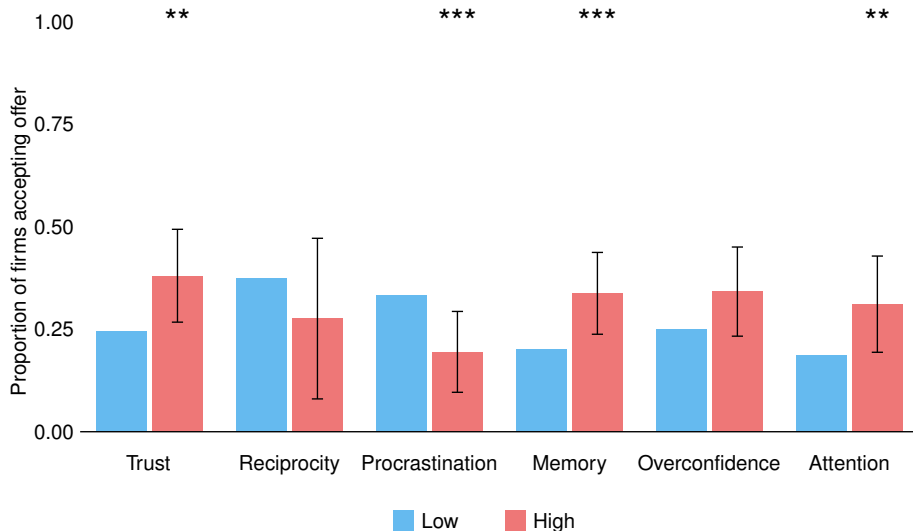 ** *** *** **
1.00
0.75
0.50
0.25
0.00
Proportion of firms accepting offer
Trust Reciprocity Procrastination Memory Overconfidence Attention
Low High